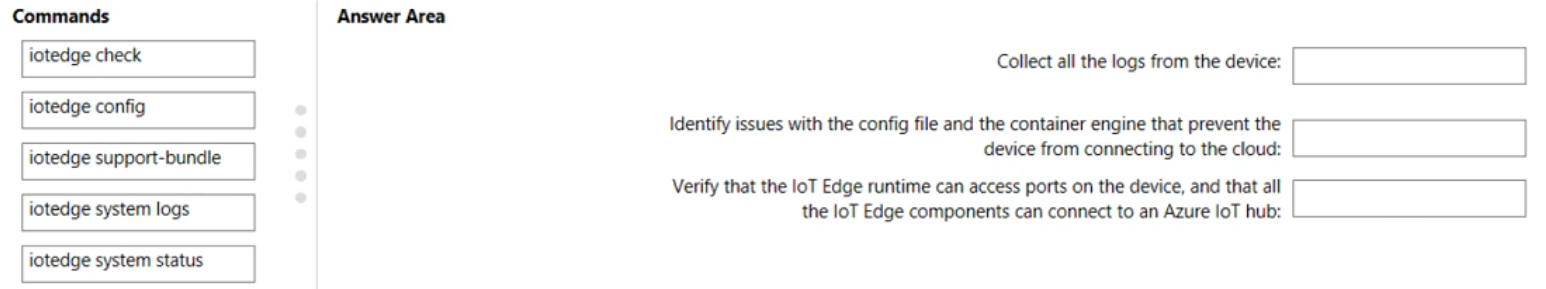 Commands
Answer Area
iotedge check
iotedge config
iotedge support-bundle
iotedge system logs
iotedge system status
Collect all the logs from the device:
Identify issues with the config file and the container engine that prevent the
device from connecting to the cloud:
Verify that the IoT Edge runtime can access ports on the device, and that all
the IoT Edge components can connect to an Azure IoT hub: